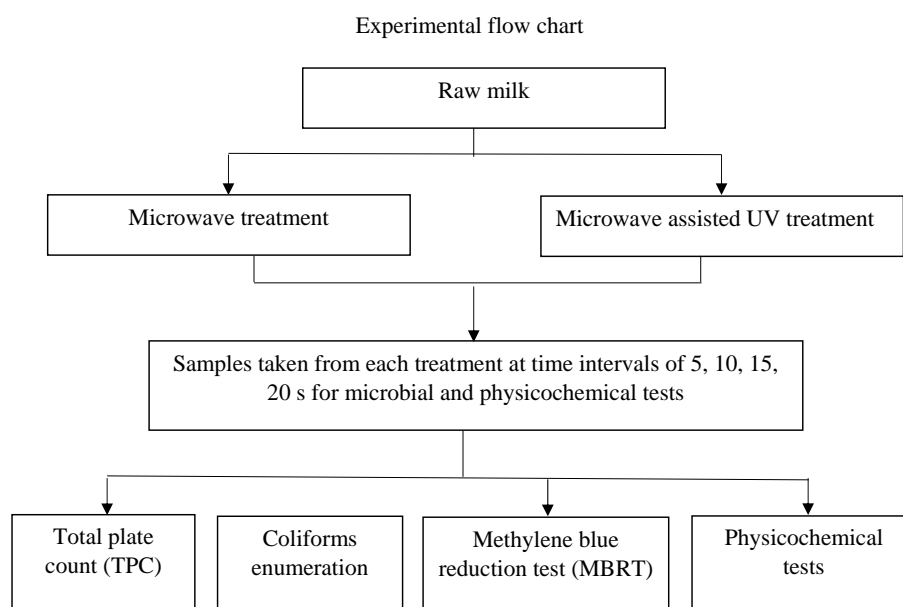 Experimental flow chart
Raw milk
Microwave treatment
Microwave assisted UV treatment
Samples taken from each treatment at time intervals of 5, 10, 15,
20 s for microbial and physicochemical tests
Total plate
count (TPC)
Coliforms
enumeration
Methylene blue
reduction test (MBRT)
Physicochemical
tests